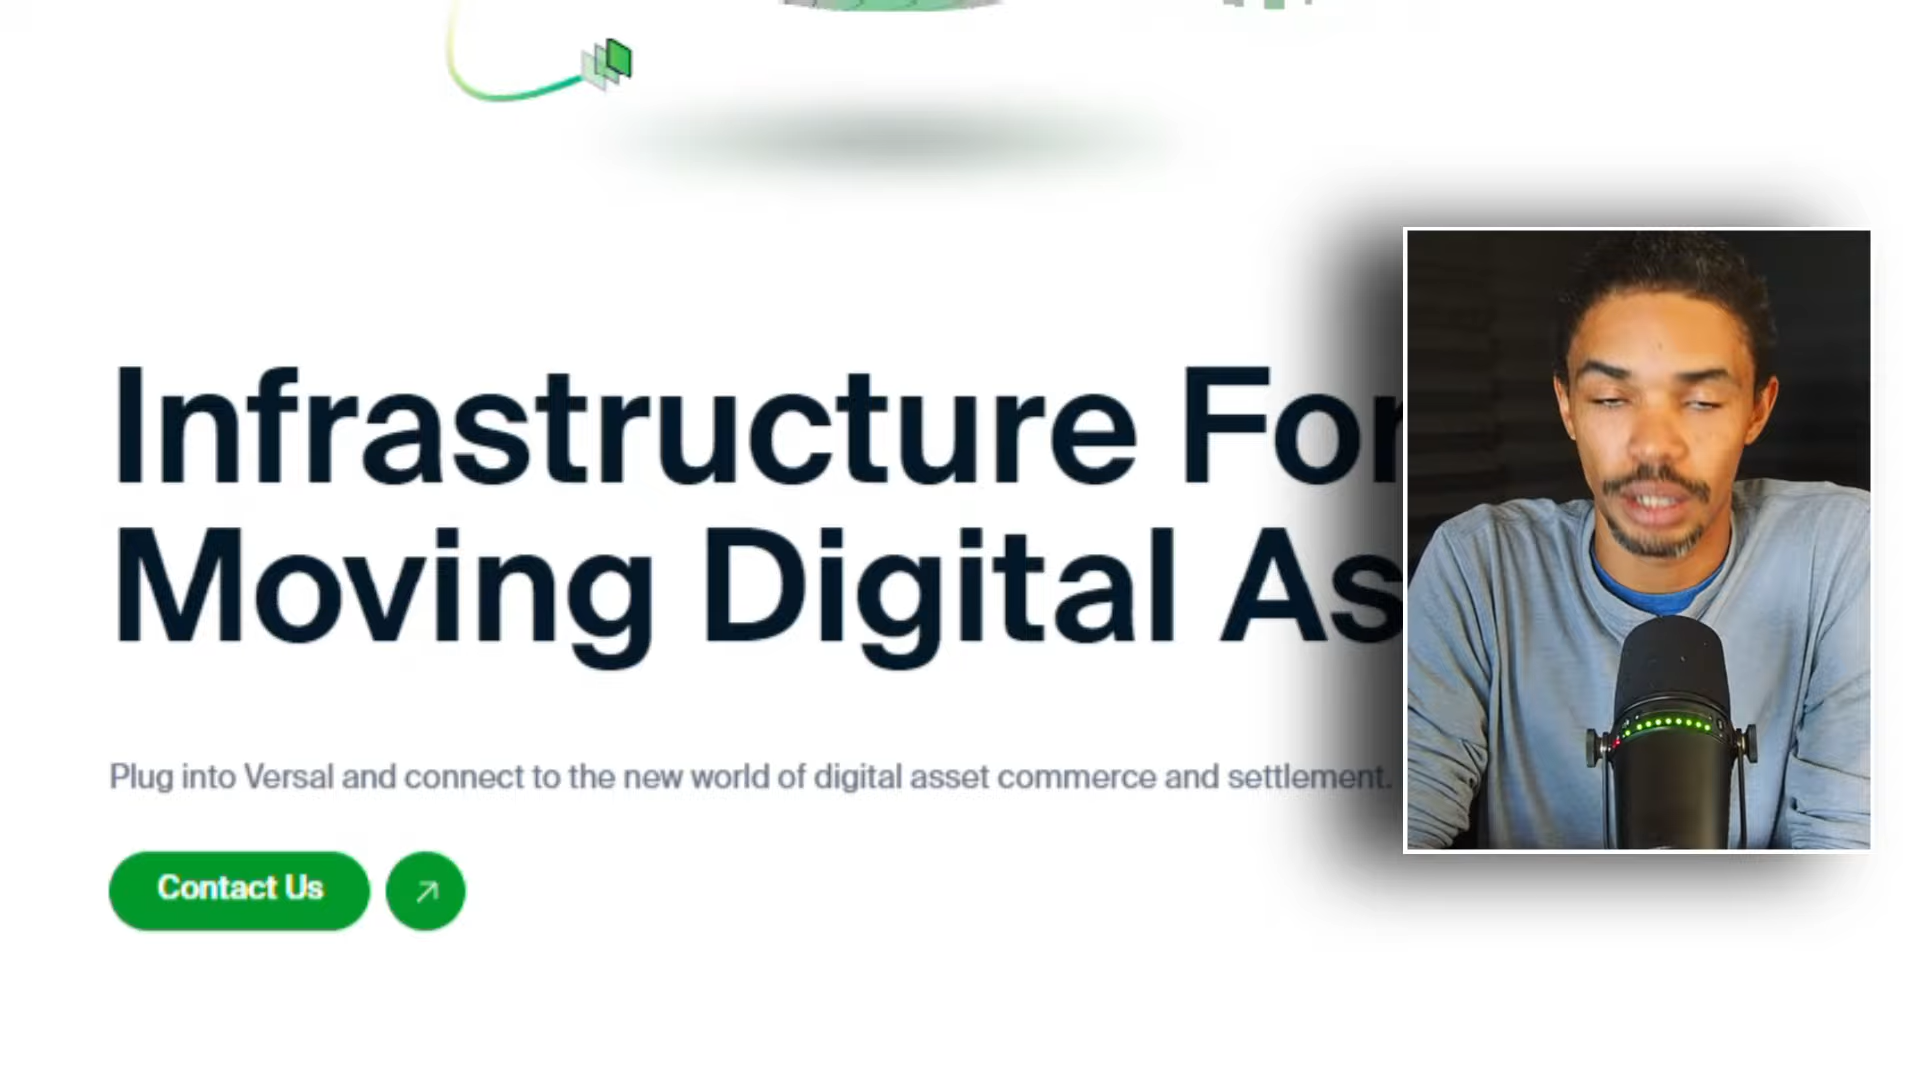 Infrastructure For
Moving Digital
Plug into Versal and connect to the new world of digital asset commerce and settlement.
Contact Us